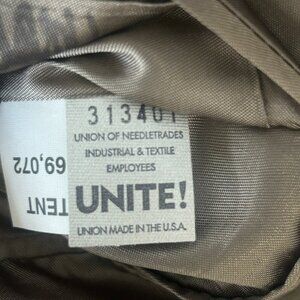 313401
UNION OF NEEDLETRADES
INDUSTRIAL & TEXTILE
EMPLOYEES
UNITE!
UNION MADE IN THE U.S.A.
TENT
69,072